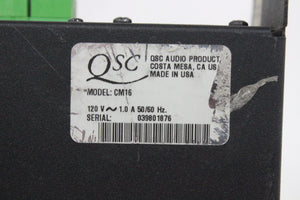 QSC
QSC AUDIO PRODUCT,
COSTA MESA, CA US
MADE IN USA
MODEL: CM16
120 V ~ 1.0 A 50/60 Hz.
SERIAL: 039801876